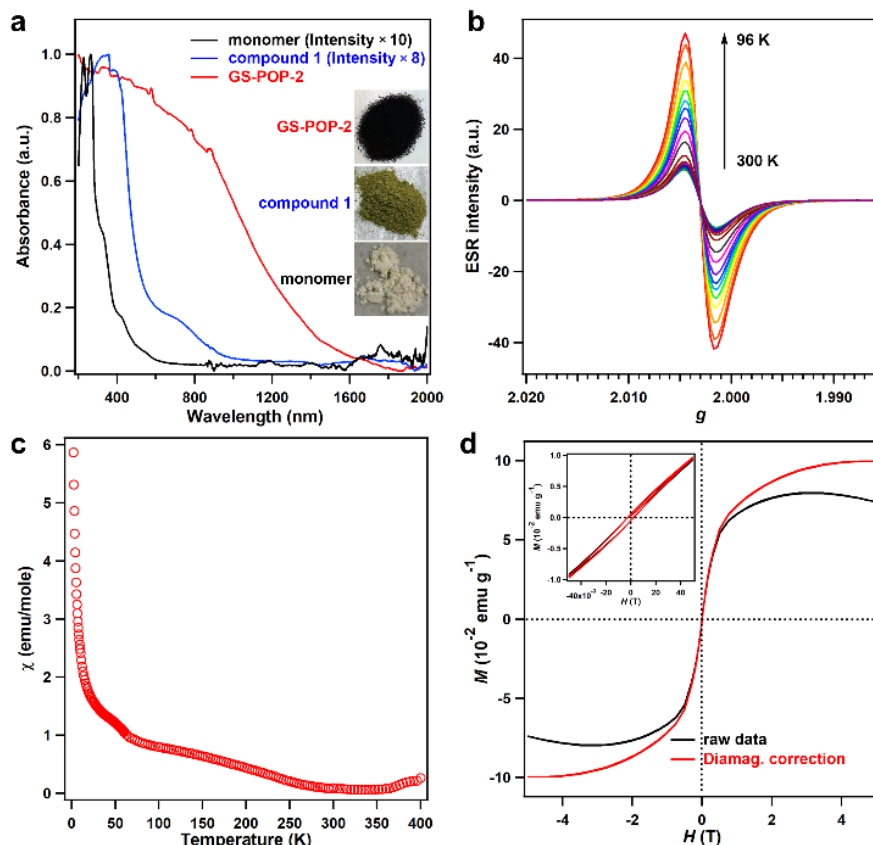 a
monomer (Intensity × 10)
compound 1 (Intensity × 8)
GS-POP-2
GS-POP-2
compound 1
monomer
Absorbance (a.u.)
1.0
0.8
0.6
0.4
0.2
0.0
400 800 1200 1600 2000
Wavelength (nm)
b
96 K
300 K
ESR intensity (a.u.)
40
20
0
-20
-40
2.020 2.010 2.000 1.990
g
c
χ (emu/mole)
6
5
4
3
2
1
0
0 50 100 150 200 250 300 350 400
Temperature (K)
d
M (10⁻² emu g⁻¹)
10
5
0
-5
-10
1.0
0.5
0.0
-0.5
-1.0
M (10⁻² emu g⁻¹)
-40x10⁻³ -20 0 20 40
H (T)
raw data
Diamag. correction
-4 -2 0 2 4
H (T)